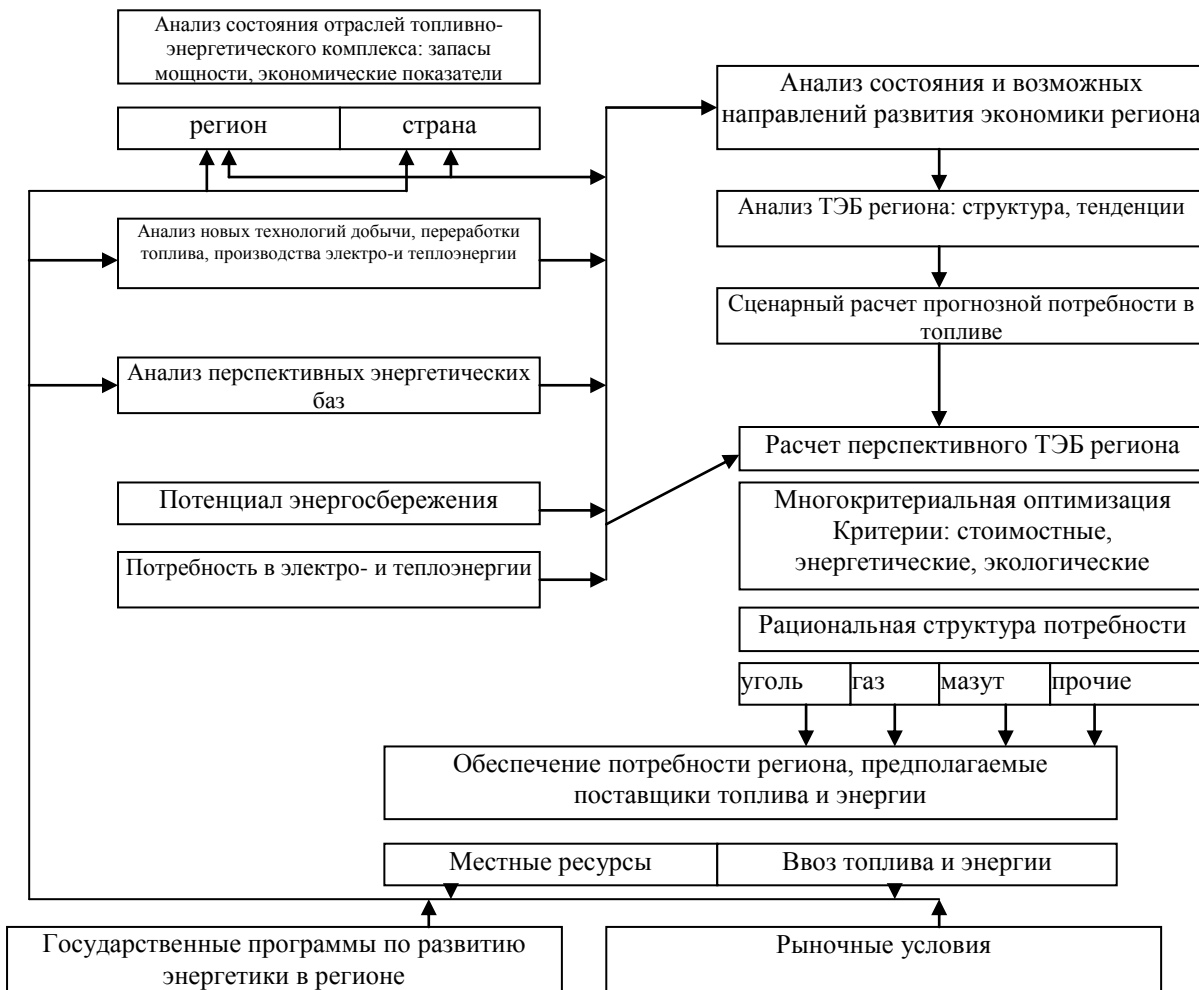 Анализ состояния отраслей топливно-
энергетического комплекса: запасы
мощности, экономические показатели
регион
страна
Анализ новых технологий добычи, переработки
топлива, производства электро-и теплоэнергии
Анализ перспективных энергетических
баз
Потенциал энергосбережения
Потребность в электро- и теплоэнергии
Анализ состояния и возможных
направлений развития экономики региона
Анализ ТЭБ региона: структура, тенденции
Сценарный расчет прогнозной потребности в
топливе
Расчет перспективного ТЭБ региона
Многокритериальная оптимизация
Критерии: стоимостные,
энергетические, экологические
Рациональная структура потребности
уголь
газ
мазут
прочие
Обеспечение потребности региона, предполагаемые
поставщики топлива и энергии
Местные ресурсы
Ввоз топлива и энергии
Государственные программы по развитию
энергетики в регионе
Рыночные условия